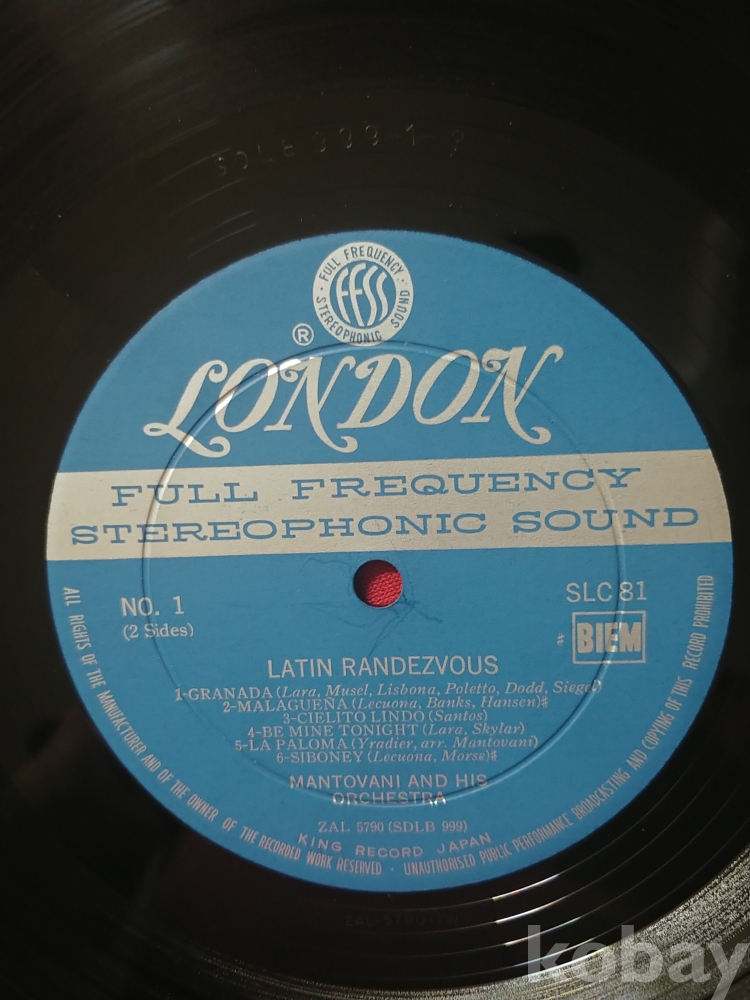 FULL FREQUENCY
FFSS
STEREOPHONIC SOUND
®
LONDON
FULL FREQUENCY
STEREOPHONIC SOUND
NO. 1
(2 Sides)
SLC 81
BIEM
LATIN RANDEZVOUS
1-GRANADA (Lara, Musel, Lisbona, Poletto, Dodd, Siegel)
2-MALAGUEÑA (Lecuona, Banks, Hansen)#
3-CIELITO LINDO (Santos)
4-BE MINE TONIGHT (Lara, Skylar)
5-LA PALOMA (Yradier, arr. Mantovani)
6-SIBONEY (Lecuona, Morse)#
MANTOVANI AND HIS
ORCHESTRA
ZAL 5790 (SDLB 999)
KING RECORD JAPAN
ALL RIGHTS OF THE MANUFACTURER AND OF THE OWNER OF THE RECORDED WORK RESERVED · UNAUTHORISED PUBLIC PERFORMANCE BROADCASTING AND COPYING OF THIS RECORD PROHIBITED
kobay